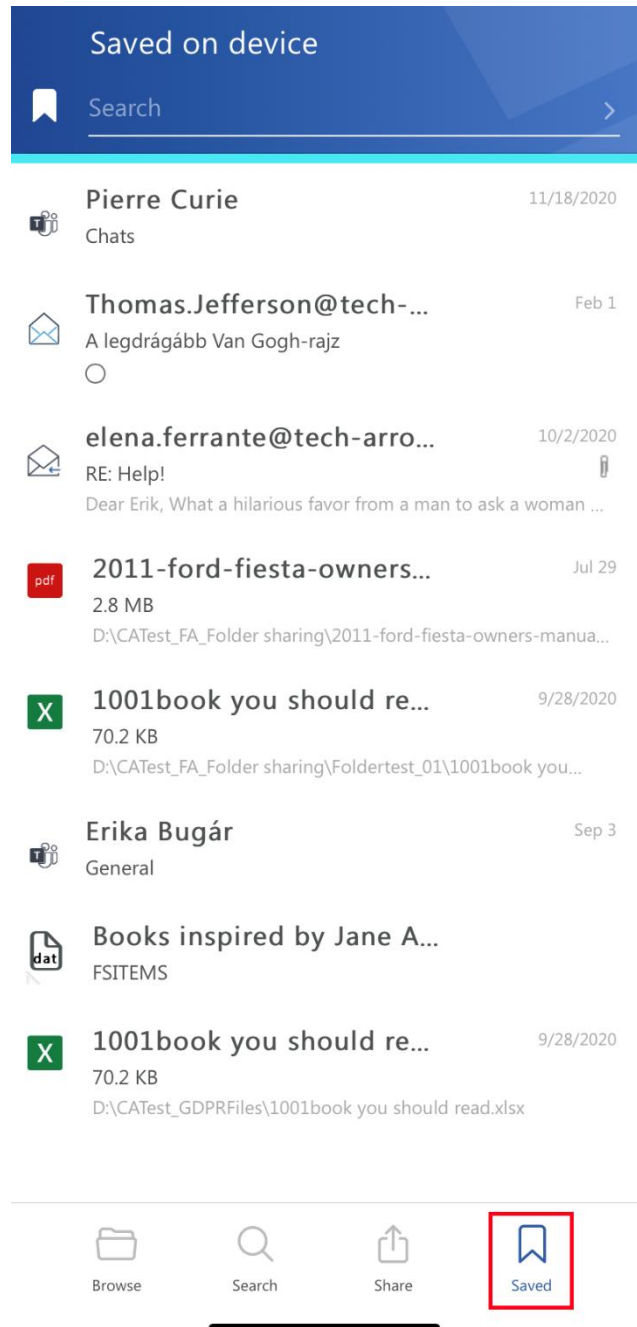 Saved on device
Search
Pierre Curie 11/18/2020
Chats
Thomas.Jefferson@tech-... Feb 1
A legdrágább Van Gogh-rajz
elena.ferrante@tech-arro... 10/2/2020
RE: Help!
Dear Erik, What a hilarious favor from a man to ask a woman ...
pdf 2011-ford-fiesta-owners... Jul 29
2.8 MB
D:\CATest_FA_Folder sharing\2011-ford-fiesta-owners-manua...
X 1001book you should re... 9/28/2020
70.2 KB
D:\CATest_FA_Folder sharing\Foldertest_01\1001book you...
Erika Bugár Sep 3
General
dat Books inspired by Jane A...
FSITEMS
X 1001book you should re... 9/28/2020
70.2 KB
D:\CATest_GDPRFiles\1001book you should read.xlsx
Browse Search Share Saved